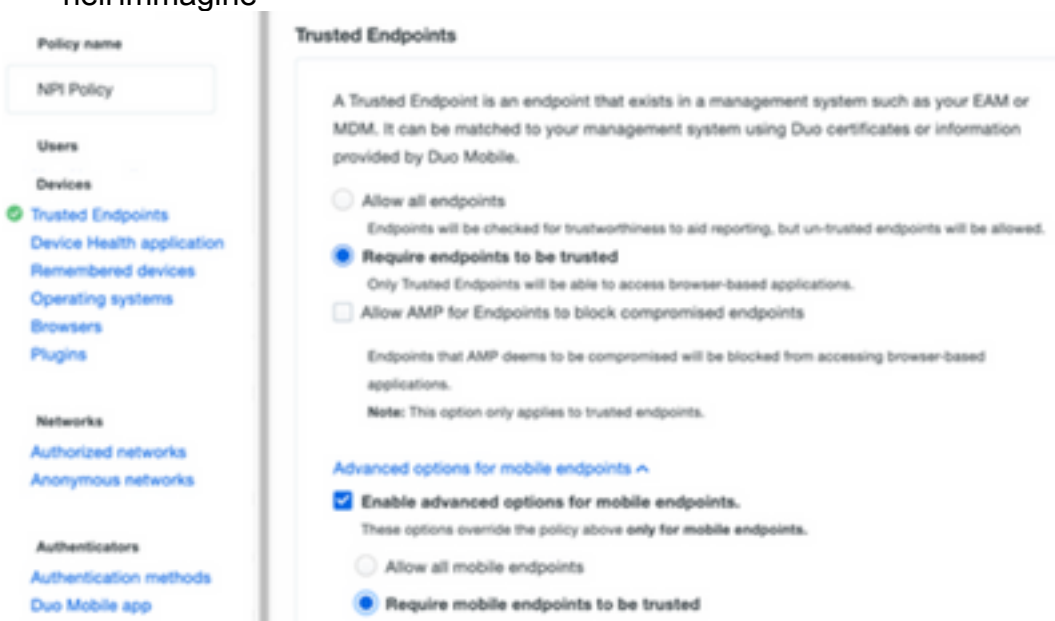 nell'immagine
Policy name
NPI Policy
Users
Devices
Trusted Endpoints
Device Health application
Remembered devices
Operating systems
Browsers
Plugins
Networks
Authorized networks
Anonymous networks
Authenticators
Authentication methods
Duo Mobile app
Trusted Endpoints
A Trusted Endpoint is an endpoint that exists in a management system such as your EAM or
MDM. It can be matched to your management system using Duo certificates or information
provided by Duo Mobile.
Allow all endpoints
Endpoints will be checked for trustworthiness to aid reporting, but un-trusted endpoints will be allowed.
Require endpoints to be trusted
Only Trusted Endpoints will be able to access browser-based applications.
Allow AMP for Endpoints to block compromised endpoints
Endpoints that AMP deems to be compromised will be blocked from accessing browser-based
applications.
Note: This option only applies to trusted endpoints.
Advanced options for mobile endpoints
Enable advanced options for mobile endpoints.
These options override the policy above only for mobile endpoints.
Allow all mobile endpoints
Require mobile endpoints to be trusted